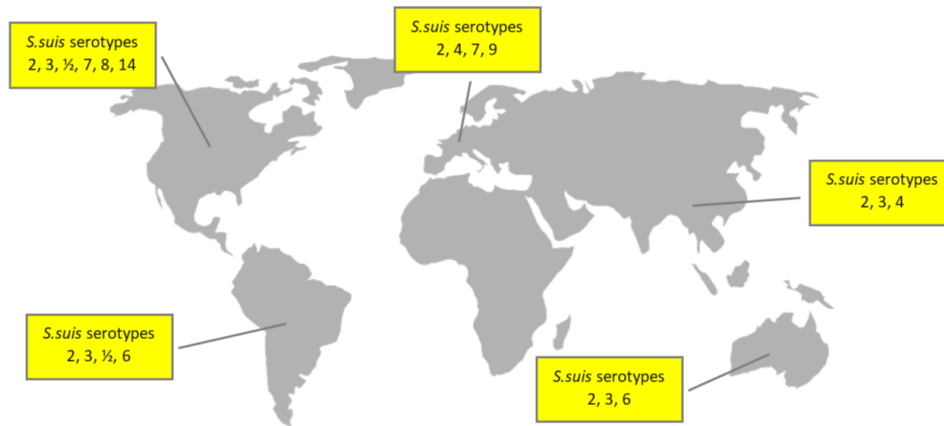 S.suis serotypes
2, 3, ½, 7, 8, 14
S.suis serotypes
2, 4, 7, 9
S.suis serotypes
2, 3, 4
S.suis serotypes
2, 3, ½, 6
S.suis serotypes
2, 3, 6